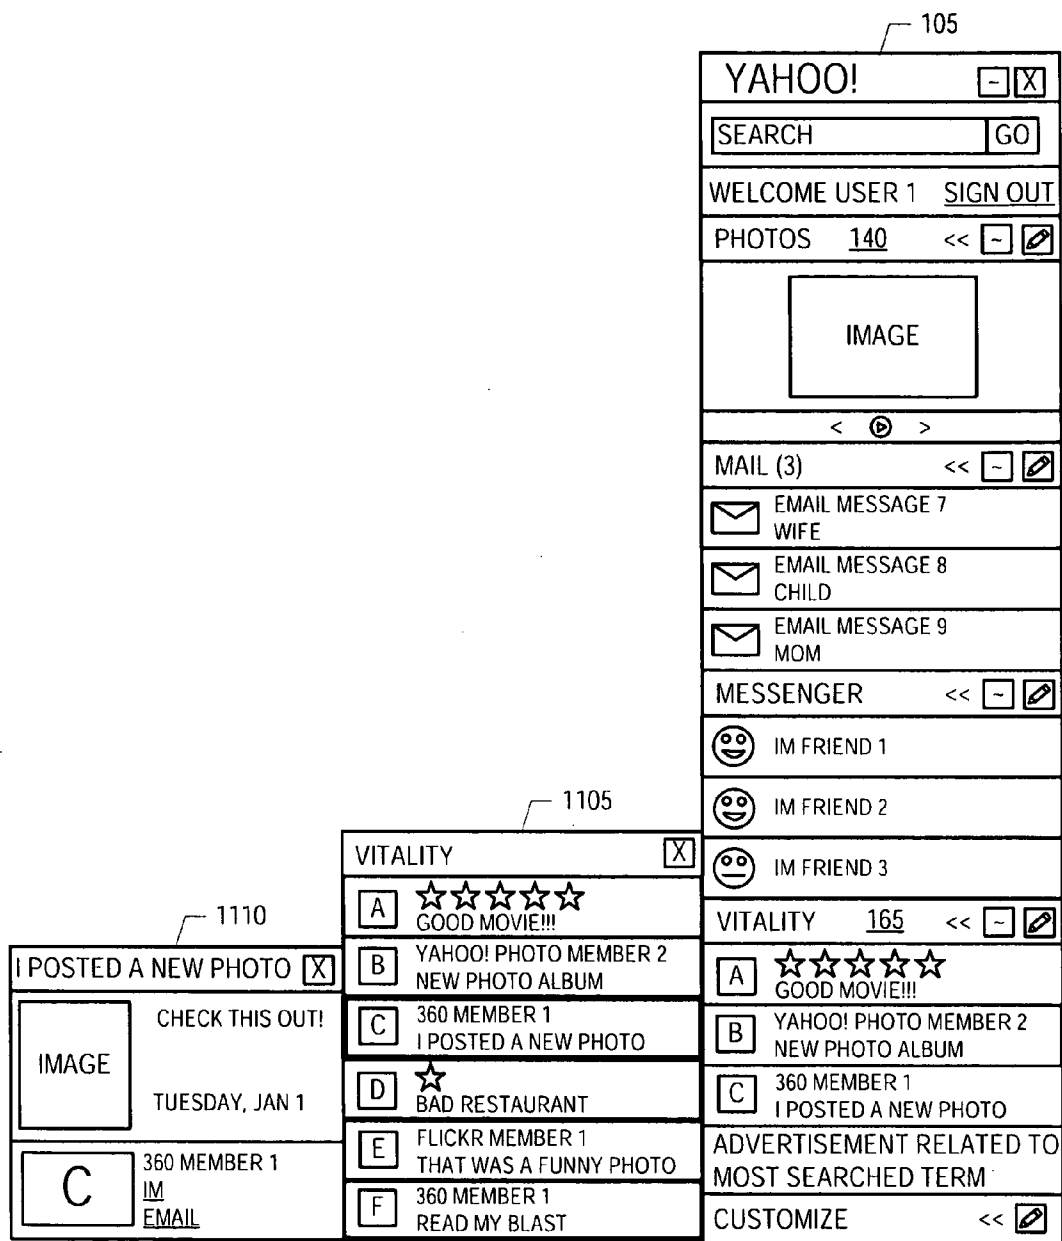 105
YAHOO! ~ X
SEARCH GO
WELCOME USER 1 SIGN OUT
PHOTOS 140 << ~
IMAGE
< >
MAIL (3) << ~
EMAIL MESSAGE 7
WIFE
EMAIL MESSAGE 8
CHILD
EMAIL MESSAGE 9
MOM
MESSENGER << ~
IM FRIEND 1
IM FRIEND 2
IM FRIEND 3
VITALITY 165 << ~
A
GOOD MOVIE!!!
B YAHOO! PHOTO MEMBER 2
NEW PHOTO ALBUM
C 360 MEMBER 1
I POSTED A NEW PHOTO
ADVERTISEMENT RELATED TO
MOST SEARCHED TERM
CUSTOMIZE <<
1105
VITALITY X
A
GOOD MOVIE!!!
B YAHOO! PHOTO MEMBER 2
NEW PHOTO ALBUM
C 360 MEMBER 1
I POSTED A NEW PHOTO
D
BAD RESTAURANT
E FLICKR MEMBER 1
THAT WAS A FUNNY PHOTO
F 360 MEMBER 1
READ MY BLAST
1110
I POSTED A NEW PHOTO X
IMAGE
CHECK THIS OUT!
TUESDAY, JAN 1
C
360 MEMBER 1
IM
EMAIL